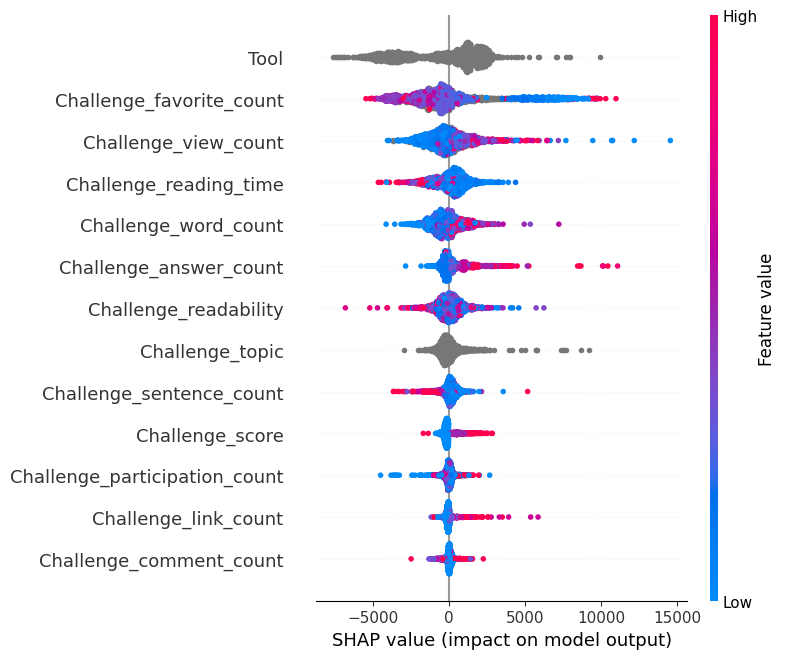 High
Tool
Challenge_favorite_count
Challenge_view_count
Challenge_reading_time
Challenge_word_count
Challenge_answer_count
Challenge_readability
Challenge_topic
Challenge_sentence_count
Challenge_score
Challenge_participation_count
Challenge_link_count
Challenge_comment_count
Feature value
Low
−5000 0 5000 10000 15000
SHAP value (impact on model output)